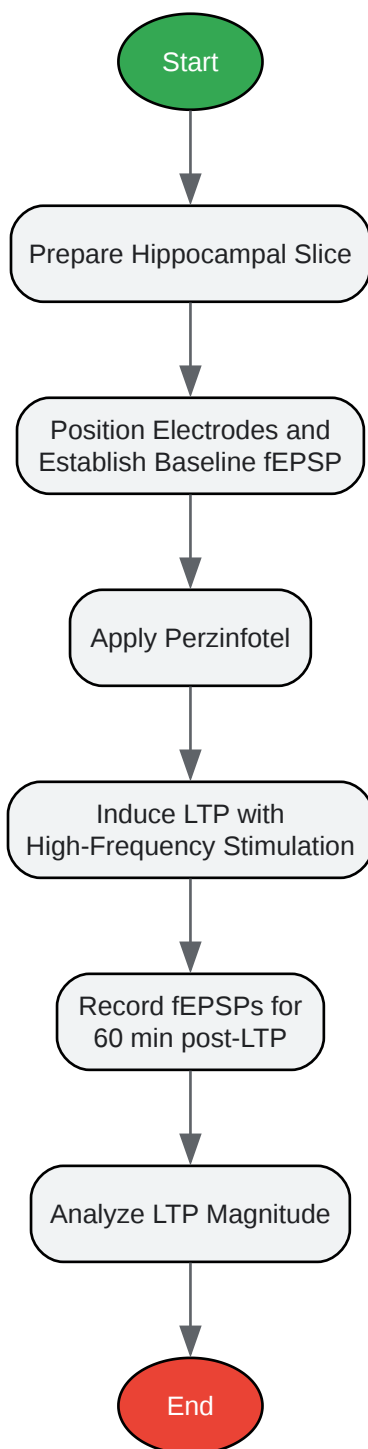 Start
Prepare Hippocampal Slice
Position Electrodes and
Establish Baseline fEPSP
Apply Perzinfotel
Induce LTP with
High-Frequency Stimulation
Record fEPSPs for
60 min post-LTP
Analyze LTP Magnitude
End